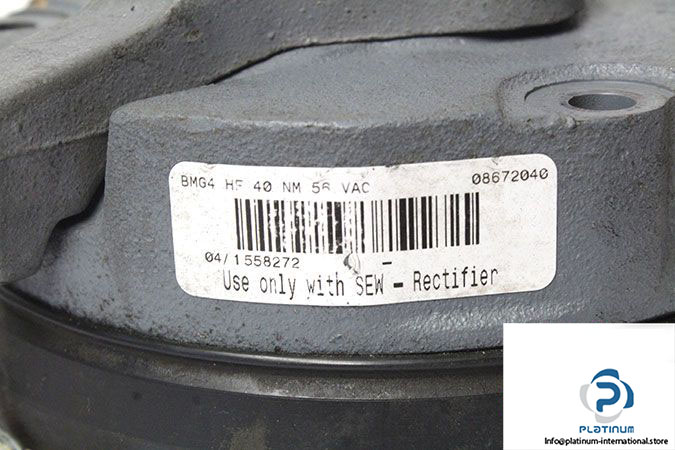 BMG4 HF 40 NM 56 VAC 08672040
04/1558272 –
Use only with SEW - Rectifier
PLATINUM
Info@platinum-international.store